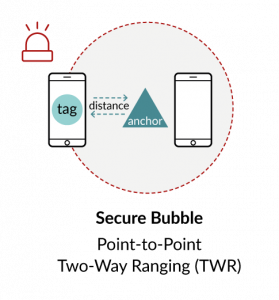 tag
distance
anchor
Secure Bubble
Point-to-Point
Two-Way Ranging (TWR)